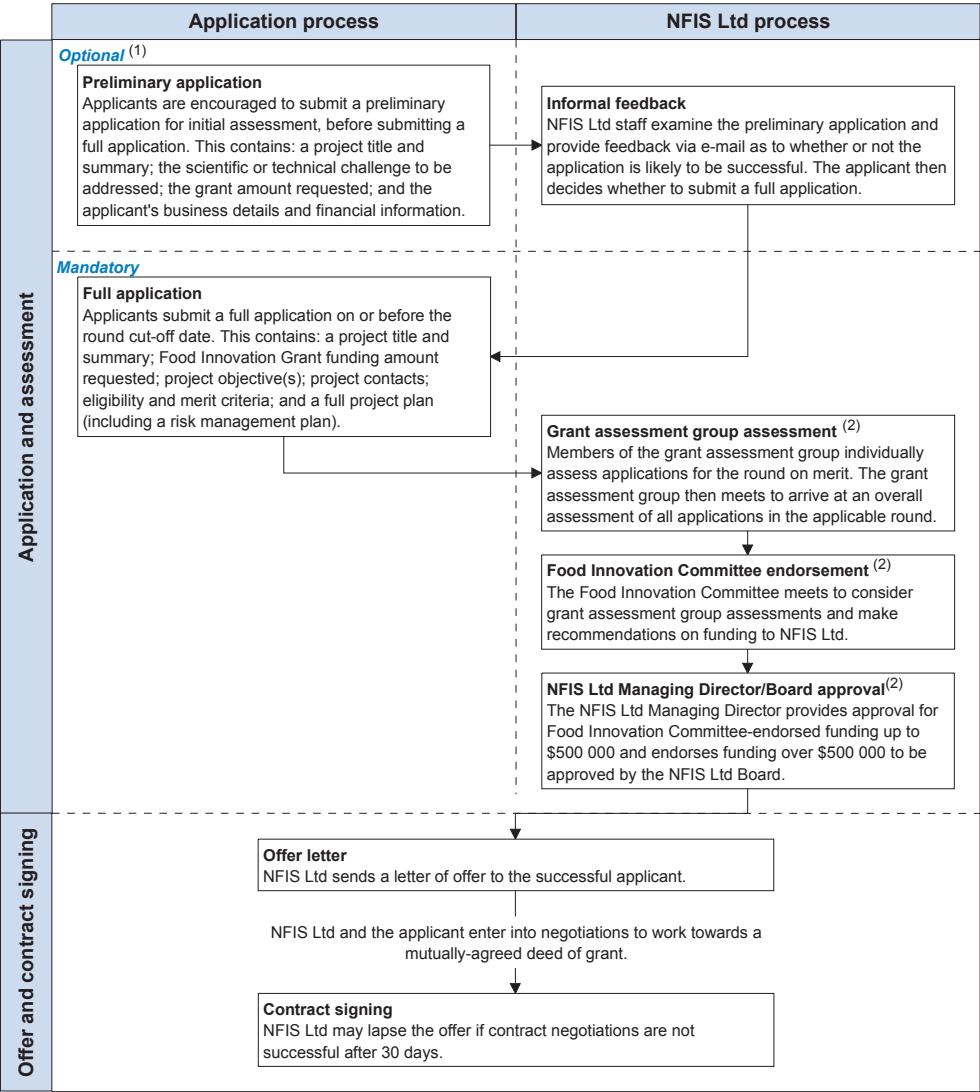 Application process
NFIS Ltd process
Application and assessment
Optional (1)
Preliminary application
Applicants are encouraged to submit a preliminary
application for initial assessment, before submitting a
full application. This contains: a project title and
summary; the scientific or technical challenge to be
addressed; the grant amount requested; and the
applicant's business details and financial information.
Informal feedback
NFIS Ltd staff examine the preliminary application and
provide feedback via e-mail as to whether or not the
application is likely to be successful. The applicant then
decides whether to submit a full application.
Mandatory
Full application
Applicants submit a full application on or before the
round cut-off date. This contains: a project title and
summary; Food Innovation Grant funding amount
requested; project objective(s); project contacts;
eligibility and merit criteria; and a full project plan
(including a risk management plan).
Grant assessment group assessment (2)
Members of the grant assessment group individually
assess applications for the round on merit. The grant
assessment group then meets to arrive at an overall
assessment of all applications in the applicable round.
Food Innovation Committee endorsement (2)
The Food Innovation Committee meets to consider
grant assessment group assessments and make
recommendations on funding to NFIS Ltd.
NFIS Ltd Managing Director/Board approval(2)
The NFIS Ltd Managing Director provides approval for
Food Innovation Committee-endorsed funding up to
$500 000 and endorses funding over $500 000 to be
approved by the NFIS Ltd Board.
Offer and contract signing
Offer letter
NFIS Ltd sends a letter of offer to the successful applicant.
NFIS Ltd and the applicant enter into negotiations to work towards a
mutually-agreed deed of grant.
Contract signing
NFIS Ltd may lapse the offer if contract negotiations are not
successful after 30 days.